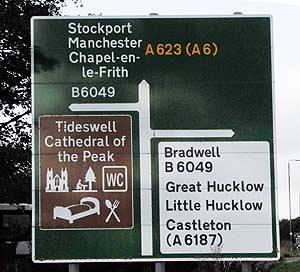 Stockport
Manchester
Chapel-en-
le-Frith
A 623 (A 6)
B 6049
Tideswell
Cathedral of
the Peak
WC
Bradwell
B 6049
Great Hucklow
Little Hucklow
Castleton
(A 6187)